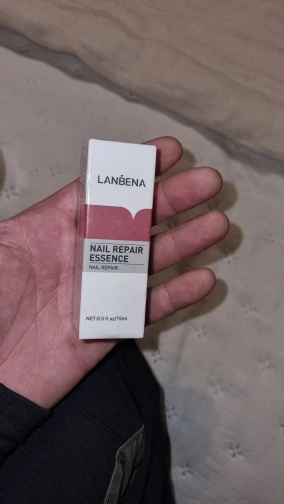 LANBENA
NAIL REPAIR
ESSENCE
NAIL REPAIR
NET:0.5 fl oz/15ml